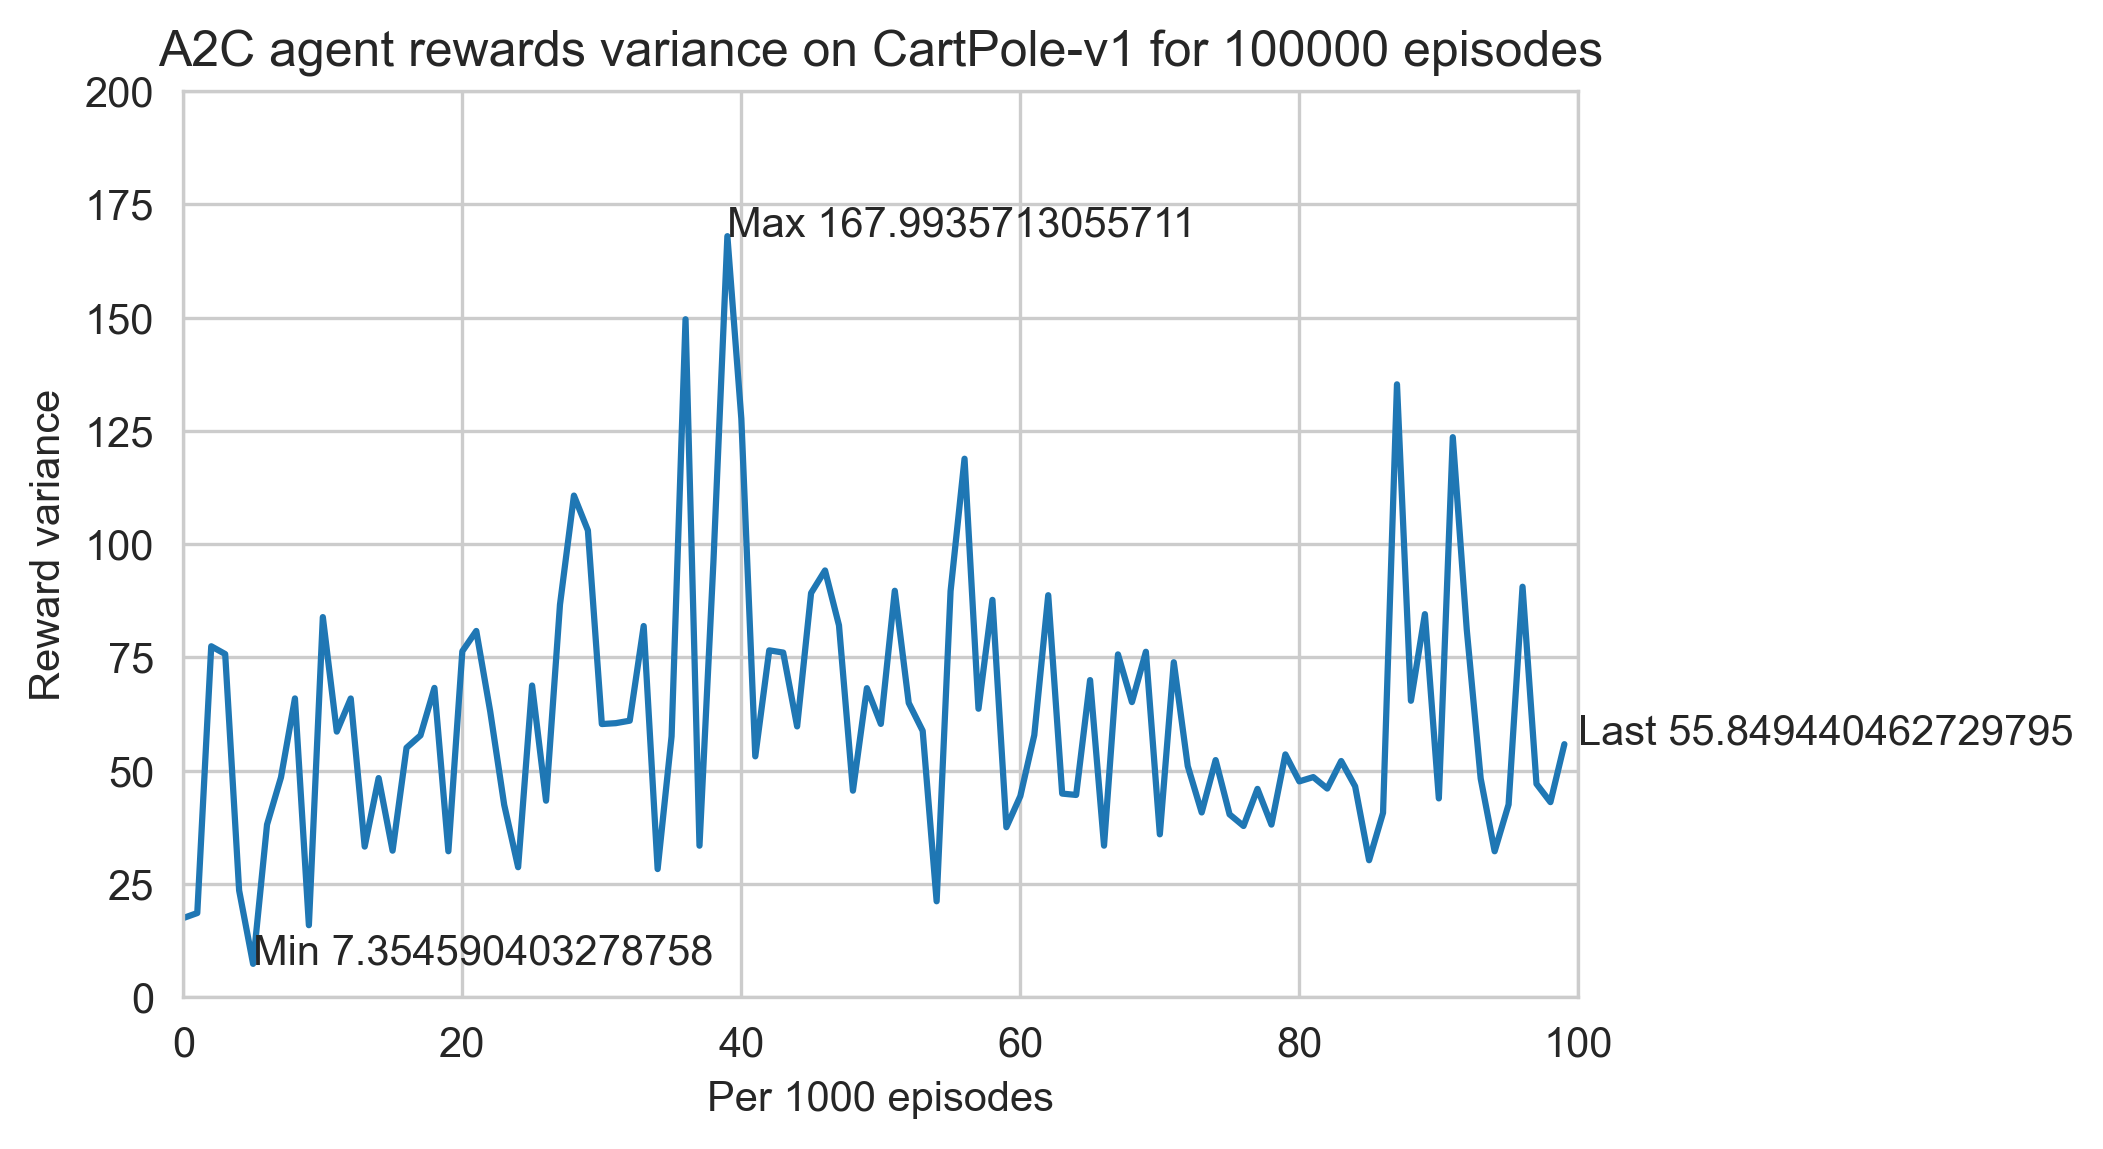 A2C agent rewards variance on CartPole-v1 for 100000 episodes
200
175
150
125
100
75
50
25
0
Reward variance
Max 167.9935713055711
Last 55.849440462729795
Min 7.354590403278758
0 20 40 60 80 100
Per 1000 episodes